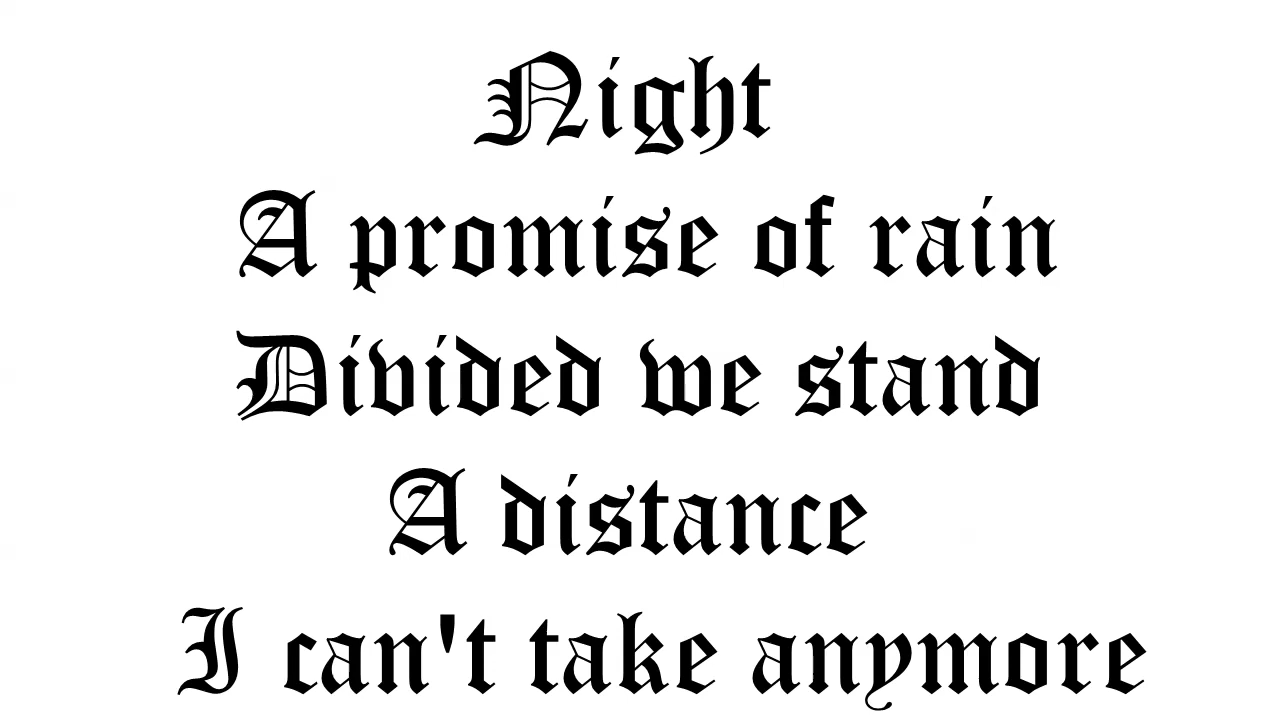 Night
A promise of rain
Divided we stand
A distance
I can't take anymore